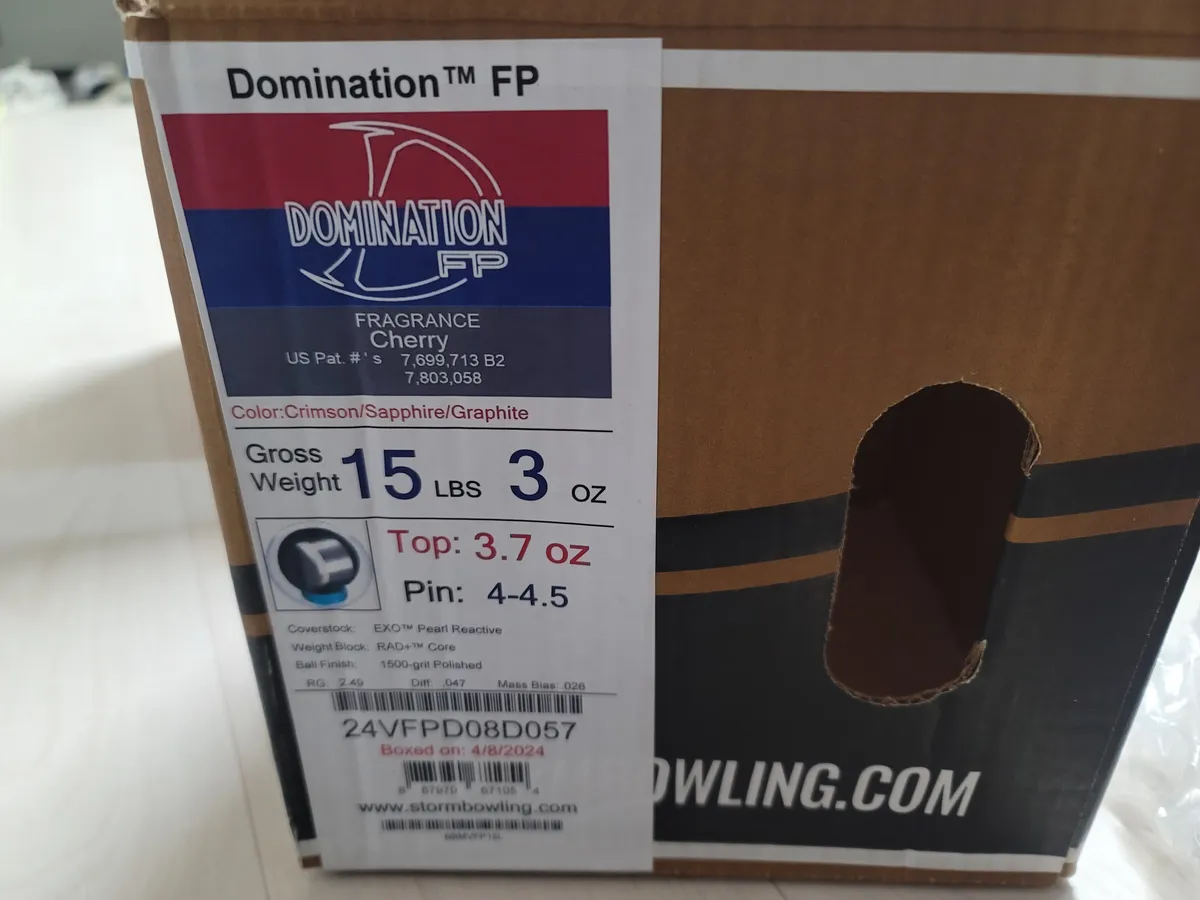 Domination™ FP
DOMINATION
FP
FRAGRANCE
Cherry
US Pat. #'s 7,699,713 B2
7,803,058
Color:Crimson/Sapphire/Graphite
Gross
Weight 15 LBS 3 OZ
Top: 3.7 oz
Pin: 4-4.5
Coverstock: EXO™ Pearl Reactive
Weight Block: RAD+™ Core
Ball Finish: 1500-grit Polished
RG: 2.49 Diff: .047 Mass Bias: .026
24VFPD08D057
Boxed on: 4/8/2024
www.stormbowling.com
OWLING.COM